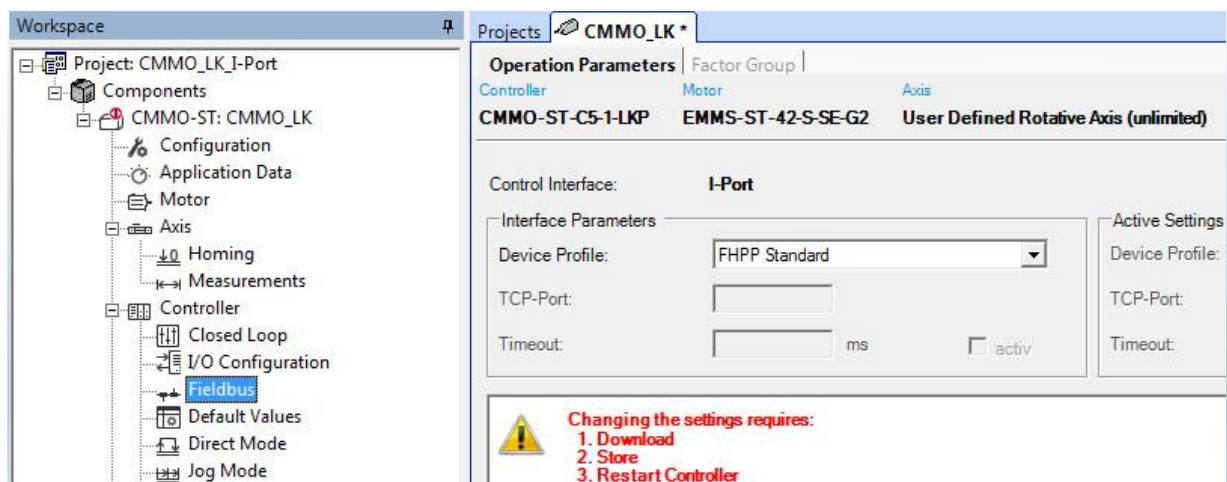 Workspace
Project: CMMO_LK_I-Port
Components
CMMO-ST: CMMO_LK
Configuration
Application Data
Motor
Axis
Homing
Measurements
Controller
Closed Loop
I/O Configuration
Fieldbus
Default Values
Direct Mode
Jog Mode
Projects CMMO_LK *
Operation Parameters Factor Group
Controller Motor Axis
CMMO-ST-C5-1-LKP EMMS-ST-42-S-SE-G2 User Defined Rotative Axis (unlimited)
Control Interface: I-Port
Interface Parameters Active Settings
Device Profile: FHPP Standard Device Profile:
TCP-Port: TCP-Port:
Timeout: ms activ Timeout:
Changing the settings requires:
1. Download
2. Store
3. Restart Controller